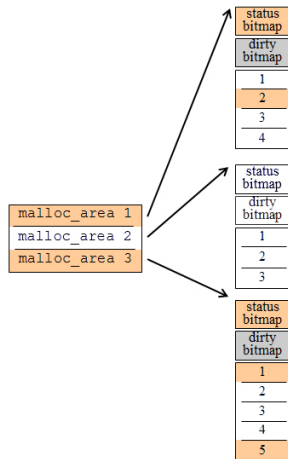 status
bitmap
dirty
bitmap
1
2
3
4
malloc_area 1
malloc_area 2
malloc_area 3
status
bitmap
dirty
bitmap
1
2
3
status
bitmap
dirty
bitmap
1
2
3
4
5